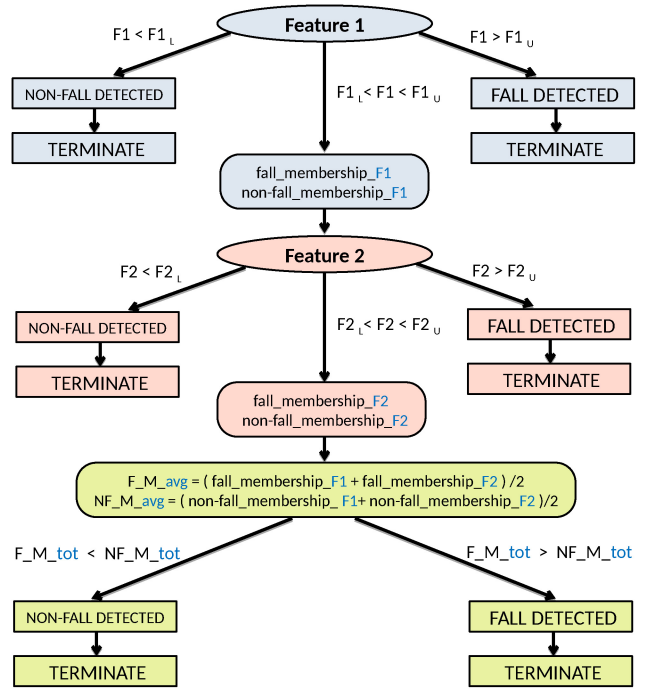 Feature 1
F1 < F1 L
F1 > F1 U
NON-FALL DETECTED
F1 L < F1 < F1 U
FALL DETECTED
TERMINATE
TERMINATE
fall_membership_F1
non-fall_membership_F1
Feature 2
F2 < F2 L
F2 > F2 U
NON-FALL DETECTED
F2 L < F2 < F2 U
FALL DETECTED
TERMINATE
TERMINATE
fall_membership_F2
non-fall_membership_F2
F_M_avg = ( fall_membership_F1 + fall_membership_F2 ) /2
NF_M_avg = ( non-fall_membership_ F1+ non-fall_membership_F2 )/2
F_M_tot < NF_M_tot
F_M_tot > NF_M_tot
NON-FALL DETECTED
FALL DETECTED
TERMINATE
TERMINATE